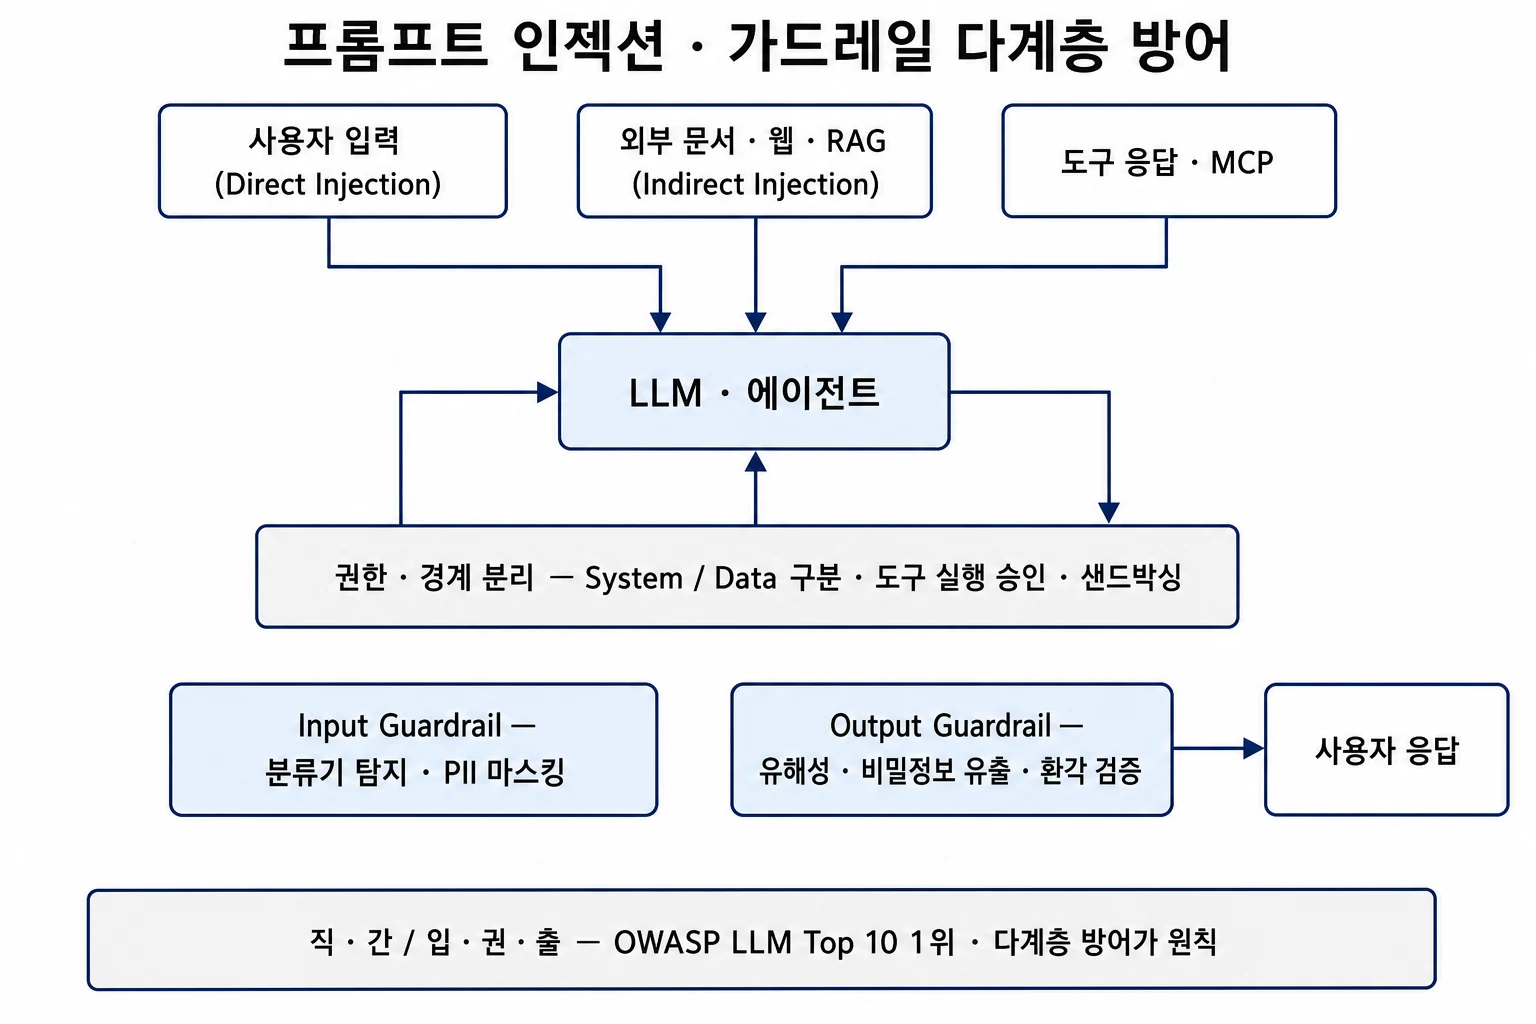 프롬프트 인젝션 · 가드레일 다계층 방어
사용자 입력
(Direct Injection)
외부 문서 · 웹 · RAG
(Indirect Injection)
도구 응답 · MCP
LLM · 에이전트
권한 · 경계 분리 — System / Data 구분 · 도구 실행 승인 · 샌드박싱
Input Guardrail —
분류기 탐지 · PII 마스킹
Output Guardrail —
유해성 · 비밀정보 유출 · 환각 검증
사용자 응답
직 · 간 / 입 · 권 · 출 — OWASP LLM Top 10 1위 · 다계층 방어가 원칙